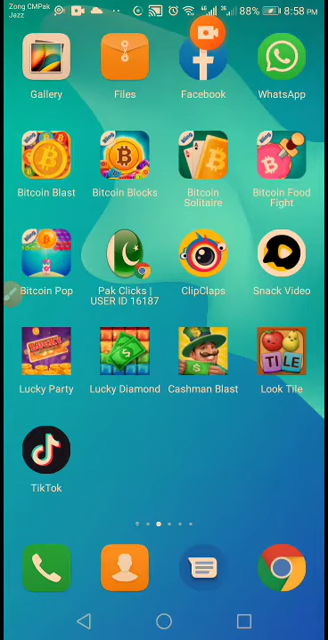 Zong CMPak
Jazz
88% 8:58 PM
Gallery
Files
Facebook
WhatsApp
Bitcoin Blast
Bitcoin Blocks
Bitcoin
Solitaire
Bitcoin Food
Fight
Bitcoin Pop
Pak Clicks |
USER ID 16187
ClipClaps
Snack Video
TILE
Lucky Party
Lucky Diamond
Cashman Blast
Look Tile
TikTok